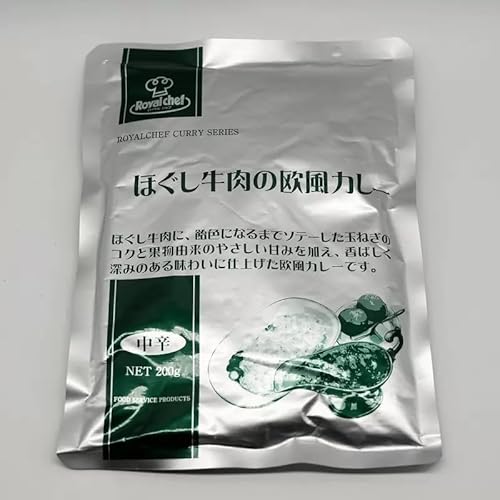 Royalchef
ROYALCHEF CURRY SERIES
ほぐし牛肉の欧風カレー
ほぐし牛肉に、飴色になるまでソテーした玉ねぎの
コクと果物由来のやさしい甘みを加え、香ばしく
深みのある味わいに仕上げた欧風カレーです。
中辛
NET 200g
FOOD SERVICE PRODUCTS